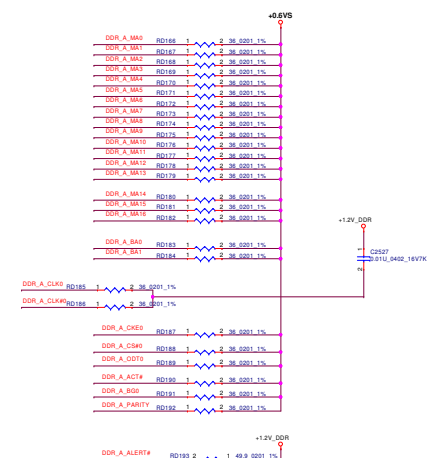 +0.6VS
DDR_A_MA0 RD166 1 2 36_0201_1%
DDR_A_MA1 RD167 1 2 36_0201_1%
DDR_A_MA2 RD168 1 2 36_0201_1%
DDR_A_MA3 RD169 1 2 36_0201_1%
DDR_A_MA4 RD170 1 2 36_0201_1%
DDR_A_MA5 RD171 1 2 36_0201_1%
DDR_A_MA6 RD172 1 2 36_0201_1%
DDR_A_MA7 RD173 1 2 36_0201_1%
DDR_A_MA8 RD174 1 2 36_0201_1%
DDR_A_MA9 RD175 1 2 36_0201_1%
DDR_A_MA10 RD176 1 2 36_0201_1%
DDR_A_MA11 RD177 1 2 36_0201_1%
DDR_A_MA12 RD178 1 2 36_0201_1%
DDR_A_MA13 RD179 1 2 36_0201_1%
DDR_A_MA14 RD180 1 2 36_0201_1%
DDR_A_MA15 RD181 1 2 36_0201_1%
DDR_A_MA16 RD182 1 2 36_0201_1%
+1.2V_DDR
DDR_A_BA0 RD183 1 2 36_0201_1%
DDR_A_BA1 RD184 1 2 36_0201_1%
1
C2527
0.01U_0402_16V7K
2
DDR_A_CLK0 RD185 1 2 36_0201_1%
DDR_A_CLK#0 RD186 1 2 36_0201_1%
DDR_A_CKE0 RD187 1 2 36_0201_1%
DDR_A_CS#0 RD188 1 2 36_0201_1%
DDR_A_ODT0 RD189 1 2 36_0201_1%
DDR_A_ACT# RD190 1 2 36_0201_1%
DDR_A_BG0 RD191 1 2 36_0201_1%
DDR_A_PARITY RD192 1 2 36_0201_1%
+1.2V_DDR
DDR_A_ALERT# RD193 2 1 49.9_0201_1%